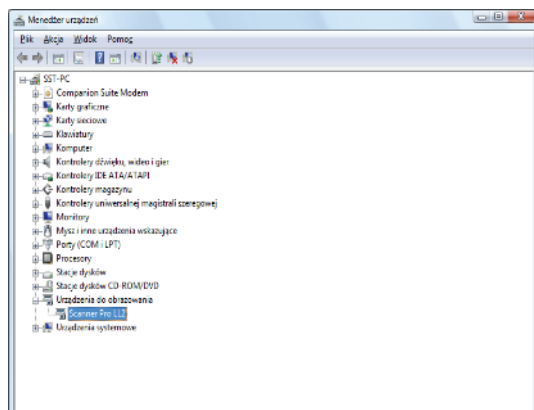 Menedżer urządzeń
Plik Akcja Widok Pomoc
SST-PC
Companion Suite Modem
Karty graficzne
Karty sieciowe
Klawiatury
Komputer
Kontrolery dźwięku, wideo i gier
Kontrolery IDE ATA/ATAPI
Kontrolery magazynu
Kontrolery uniwersalnej magistrali szeregowej
Monitory
Mysz i inne urządzenia wskazujące
Porty (COM i LPT)
Procesory
Stacje dysków
Stacje dysków CD-ROM/DVD
Urządzenia do obrazowania
Scanner Pro LL2
Urządzenia systemowe